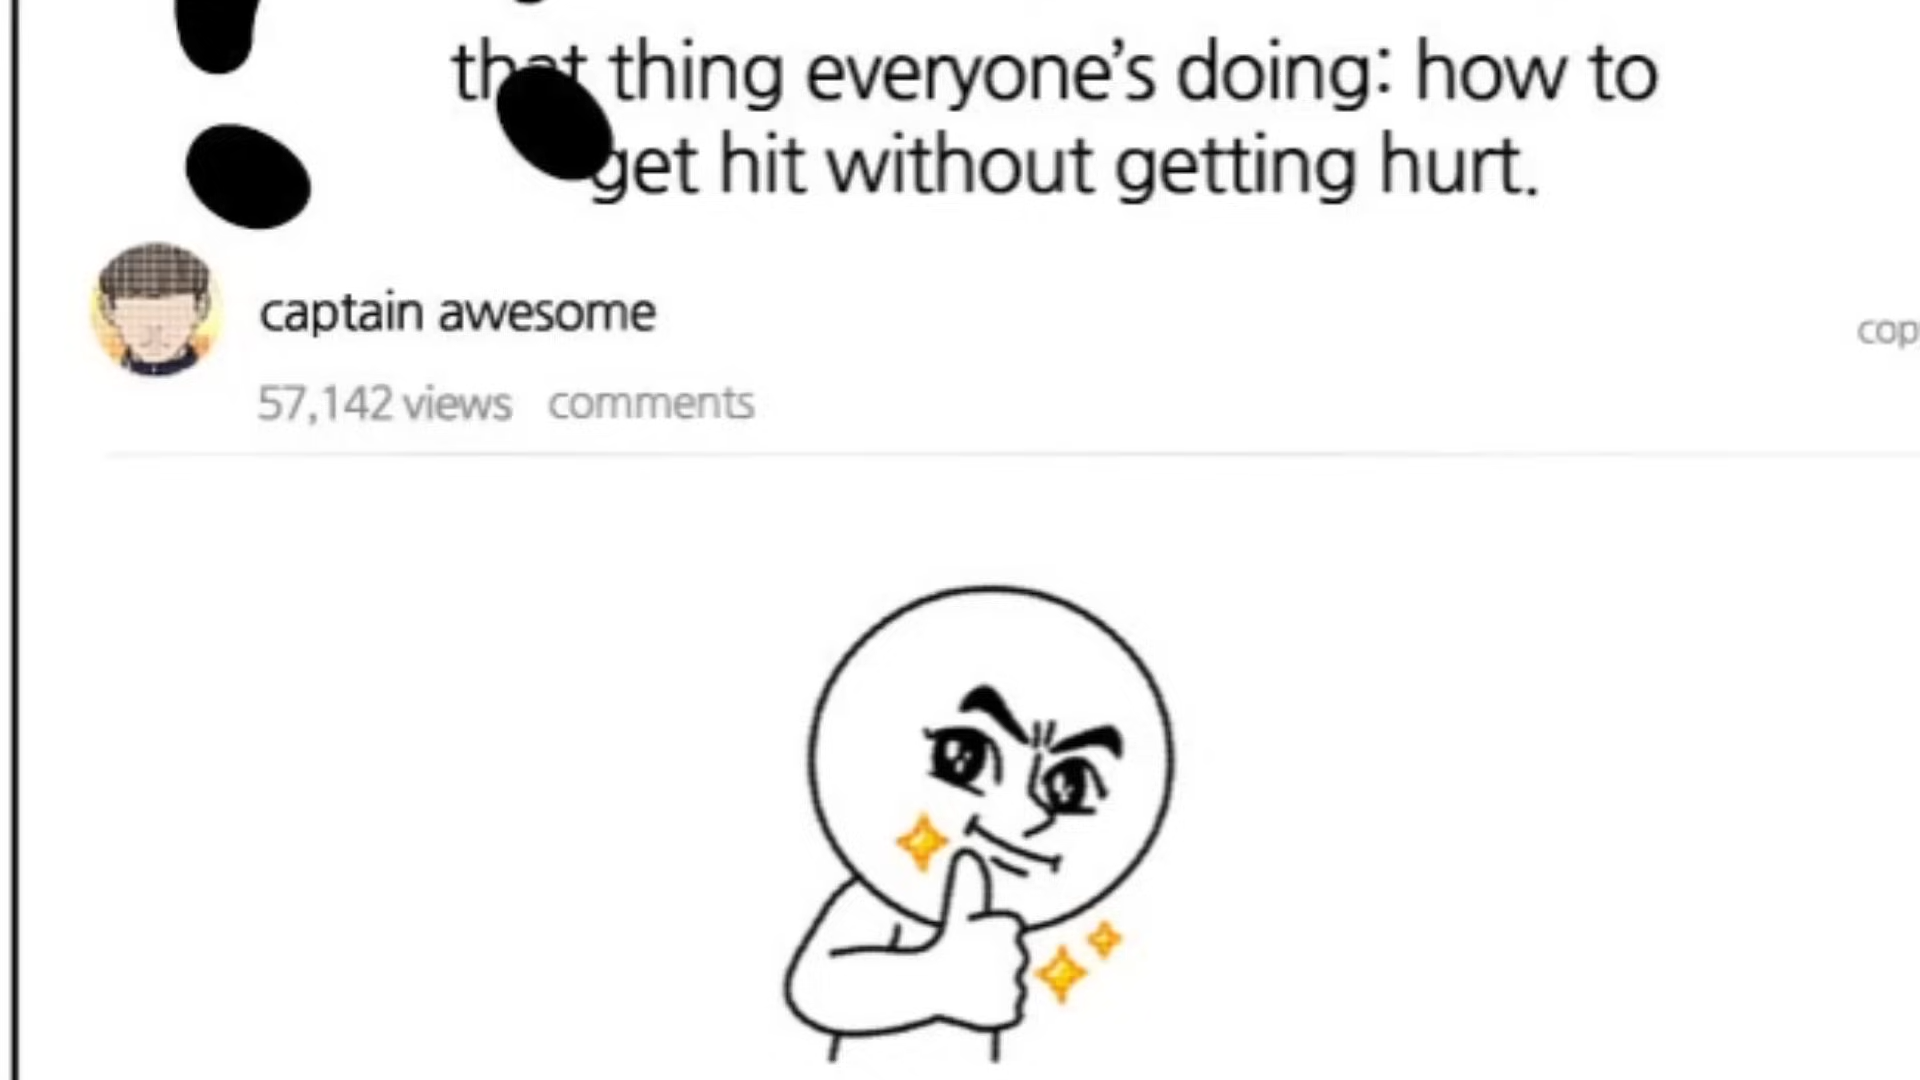 that thing everyone's doing: how to
get hit without getting hurt.
captain awesome
57,142 views comments